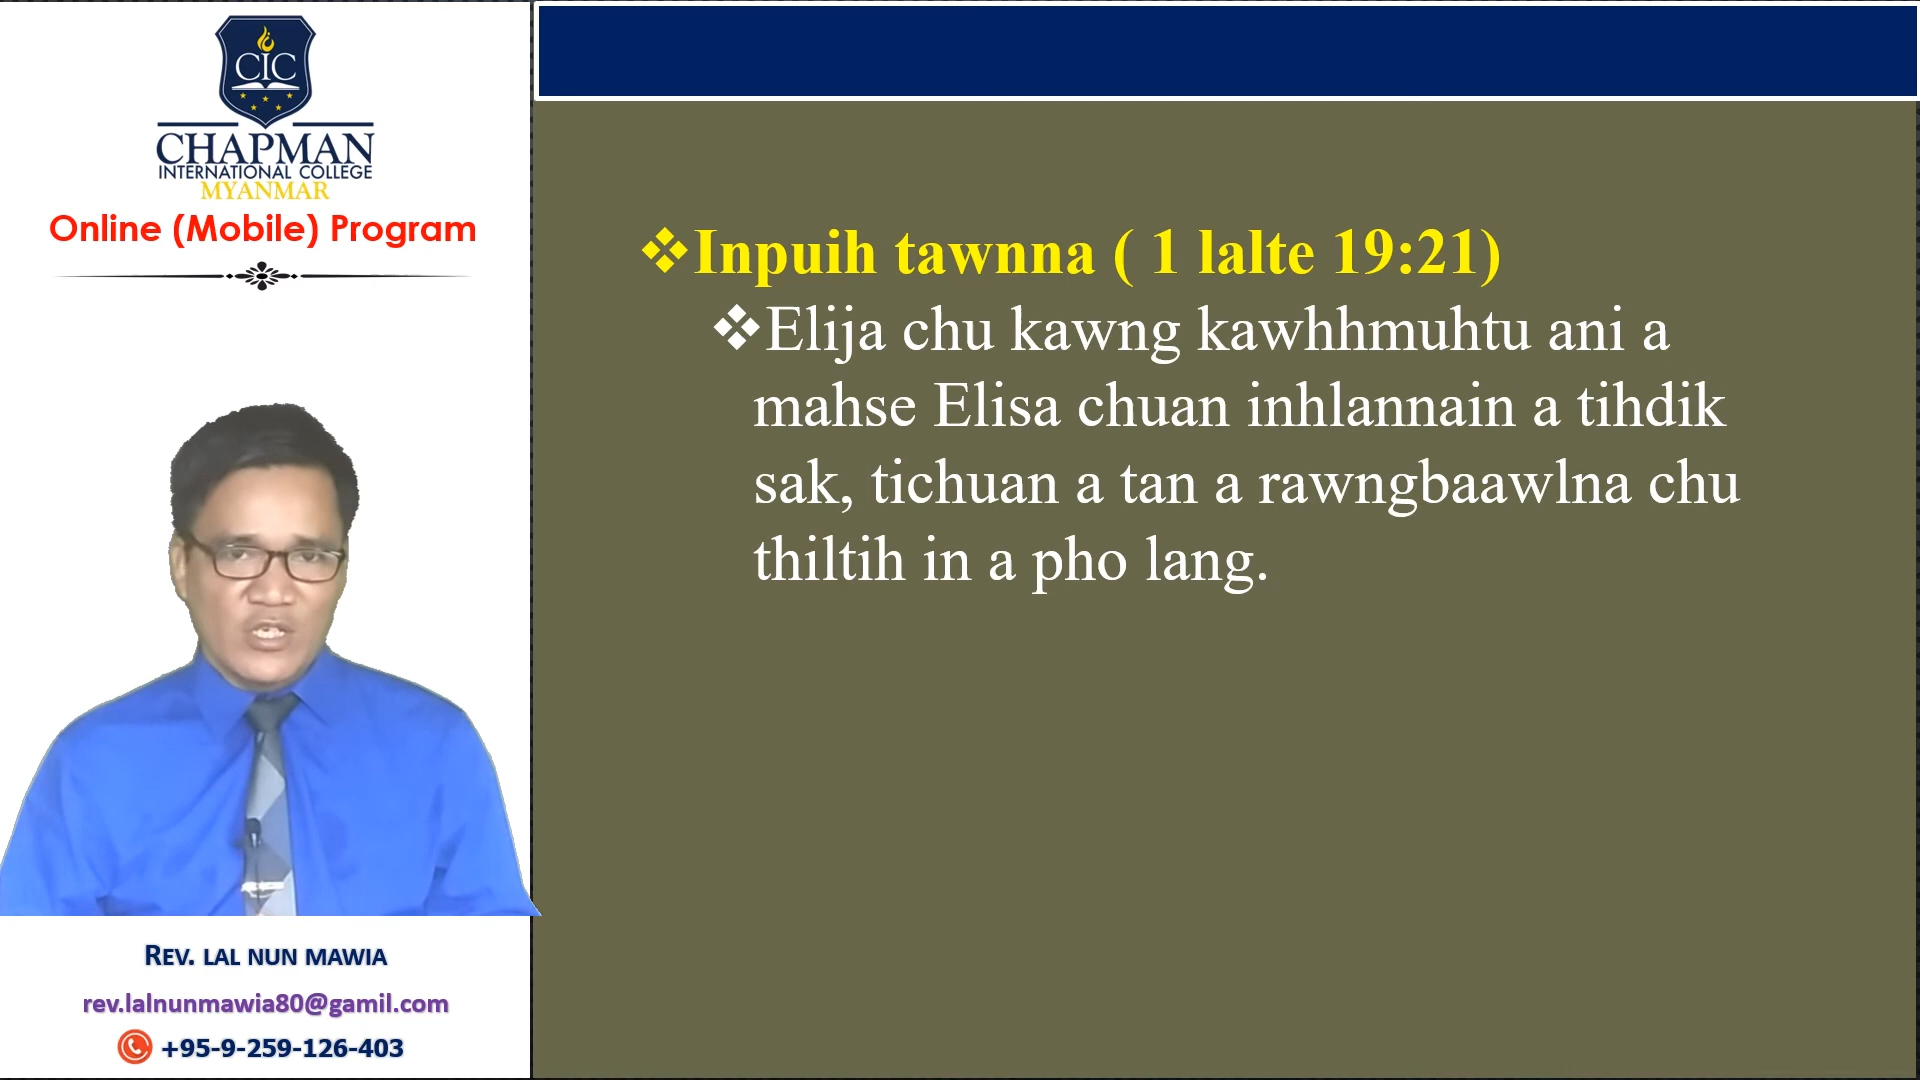 CIC
CHAPMAN
INTERNATIONAL COLLEGE
MYANMAR
Online (Mobile) Program
REV. LAL NUN MAWIA
rev.lalnunmawia80@gamil.com
+95-9-259-126-403
❖Inpuih tawnna ( 1 lalte 19:21)
❖Elija chu kawng kawhhmuhtu ani a
mahse Elisa chuan inhlannain a tihdik
sak, tichuan a tan a rawngbaawlna chu
thiltih in a pho lang.